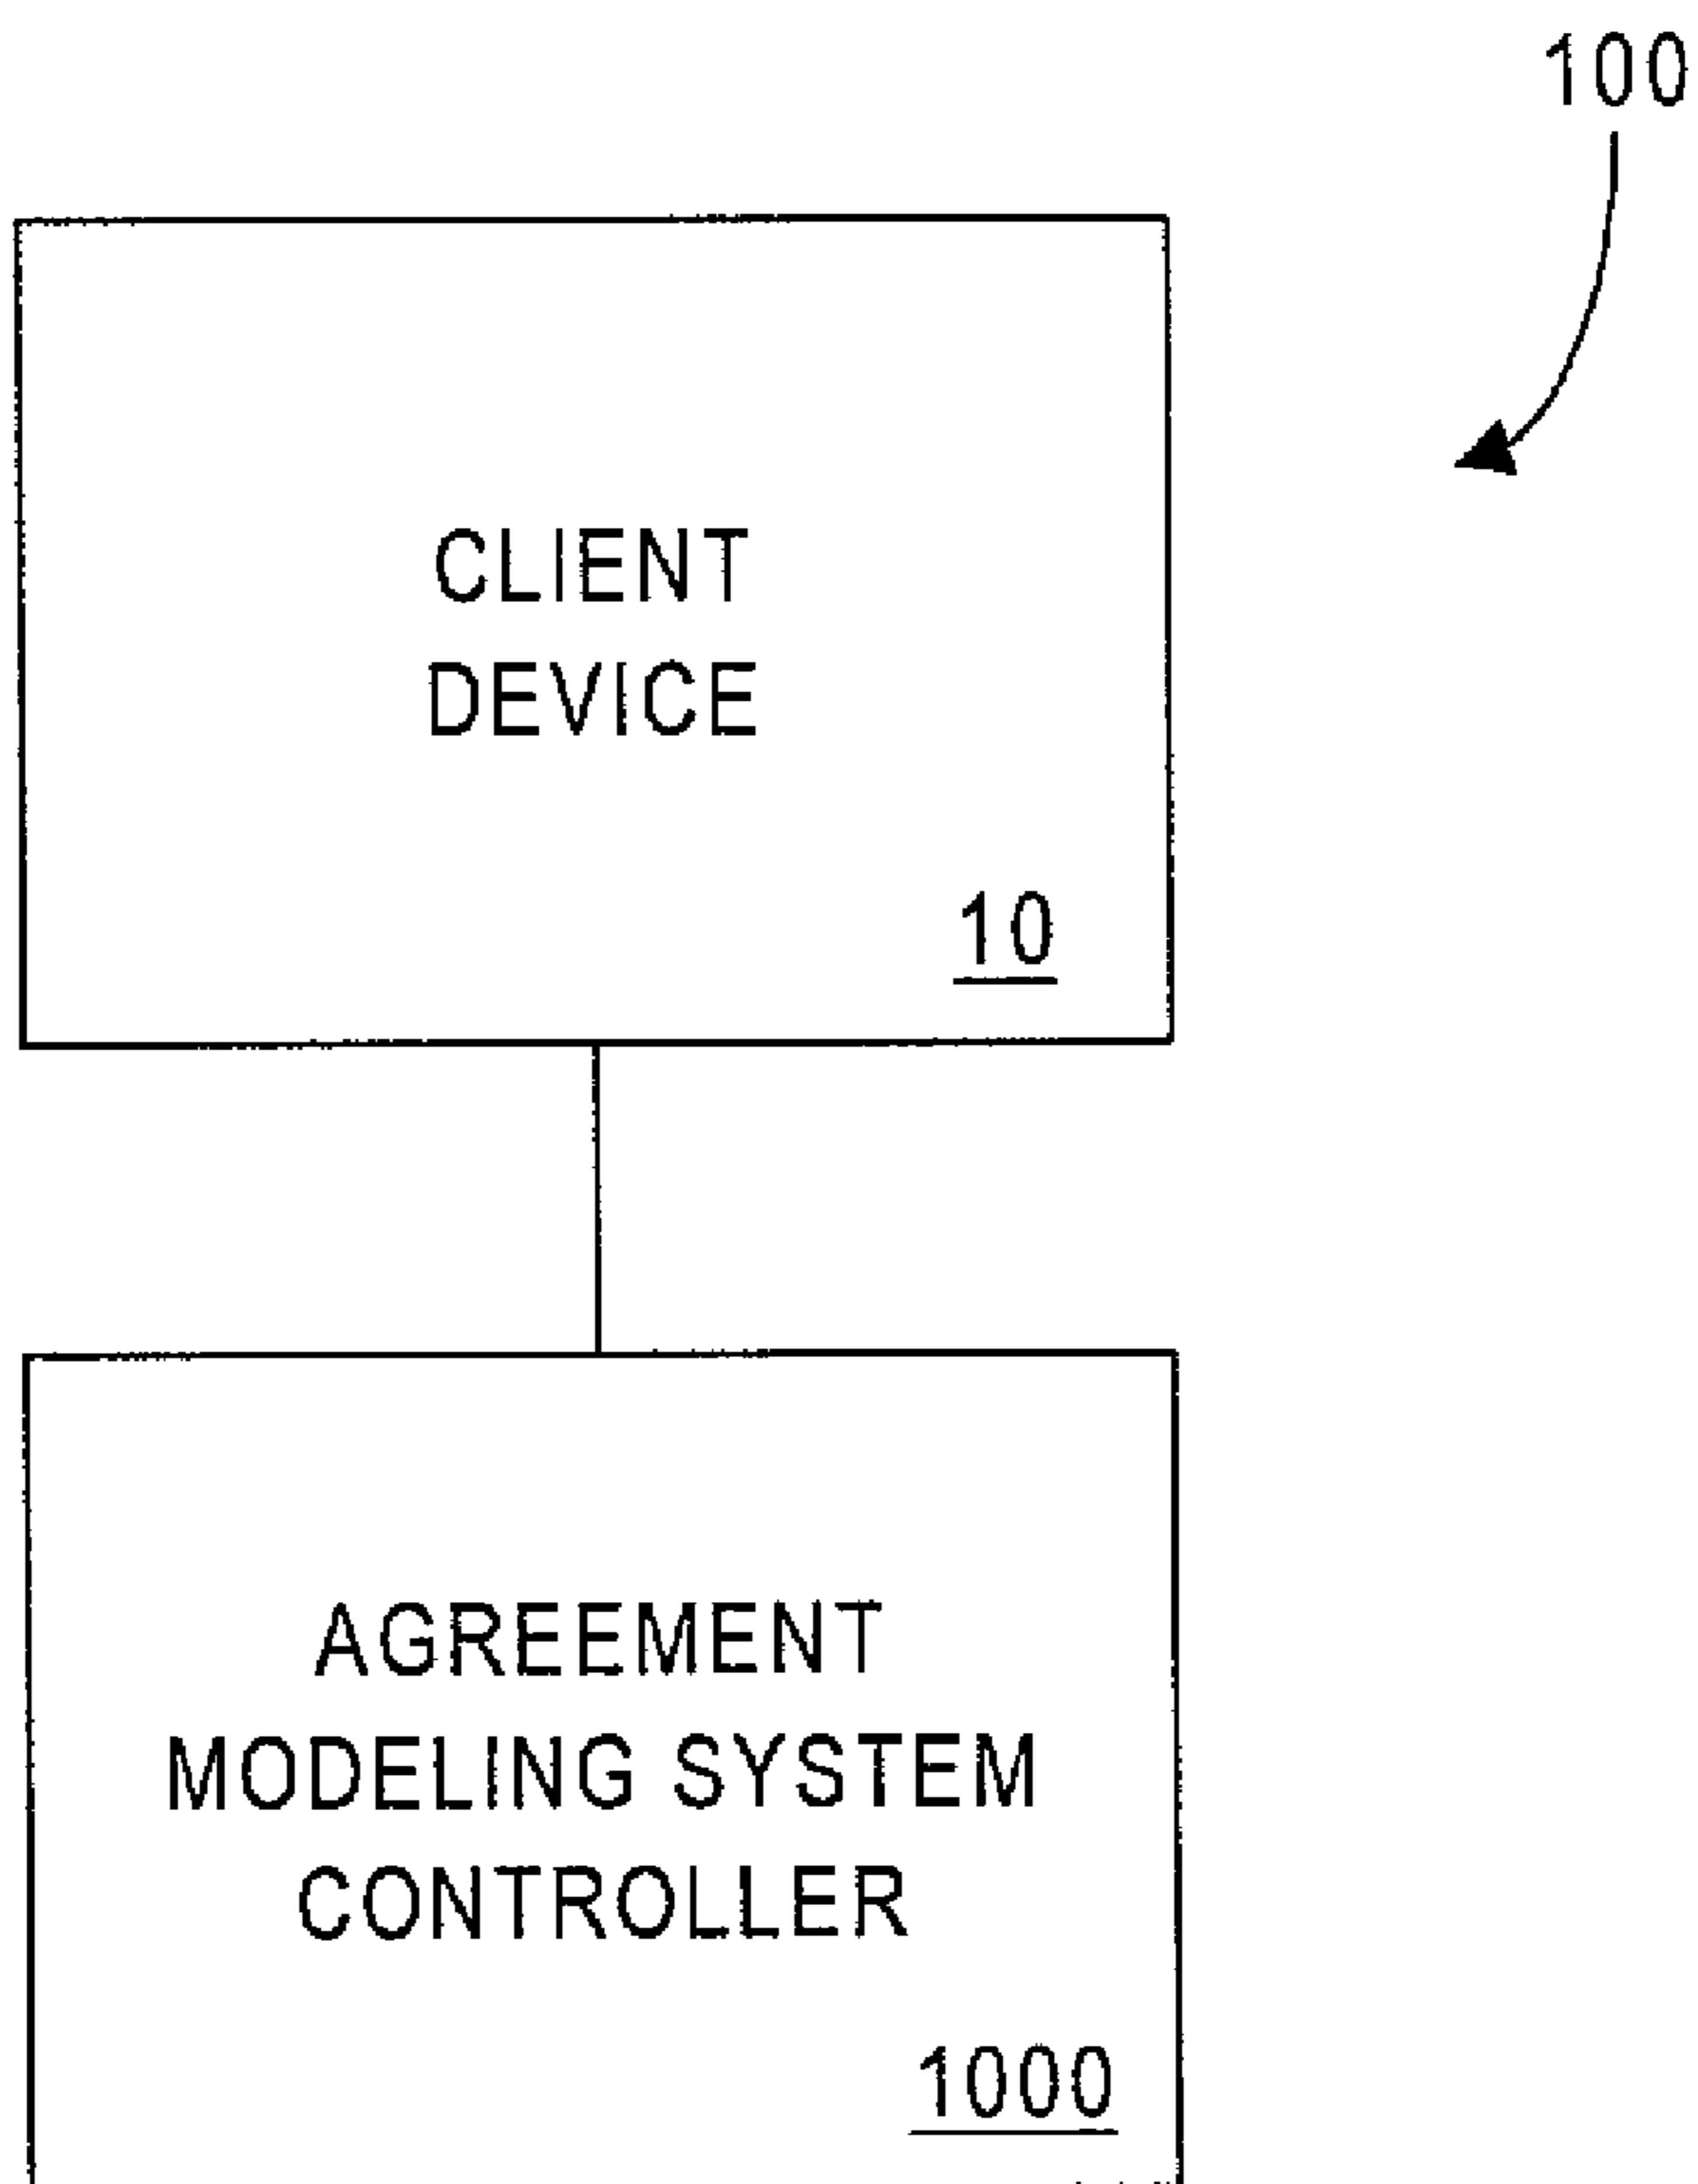 100
CLIENT
DEVICE
10
AGREEMENT
MODELING SYSTEM
CONTROLLER
1000